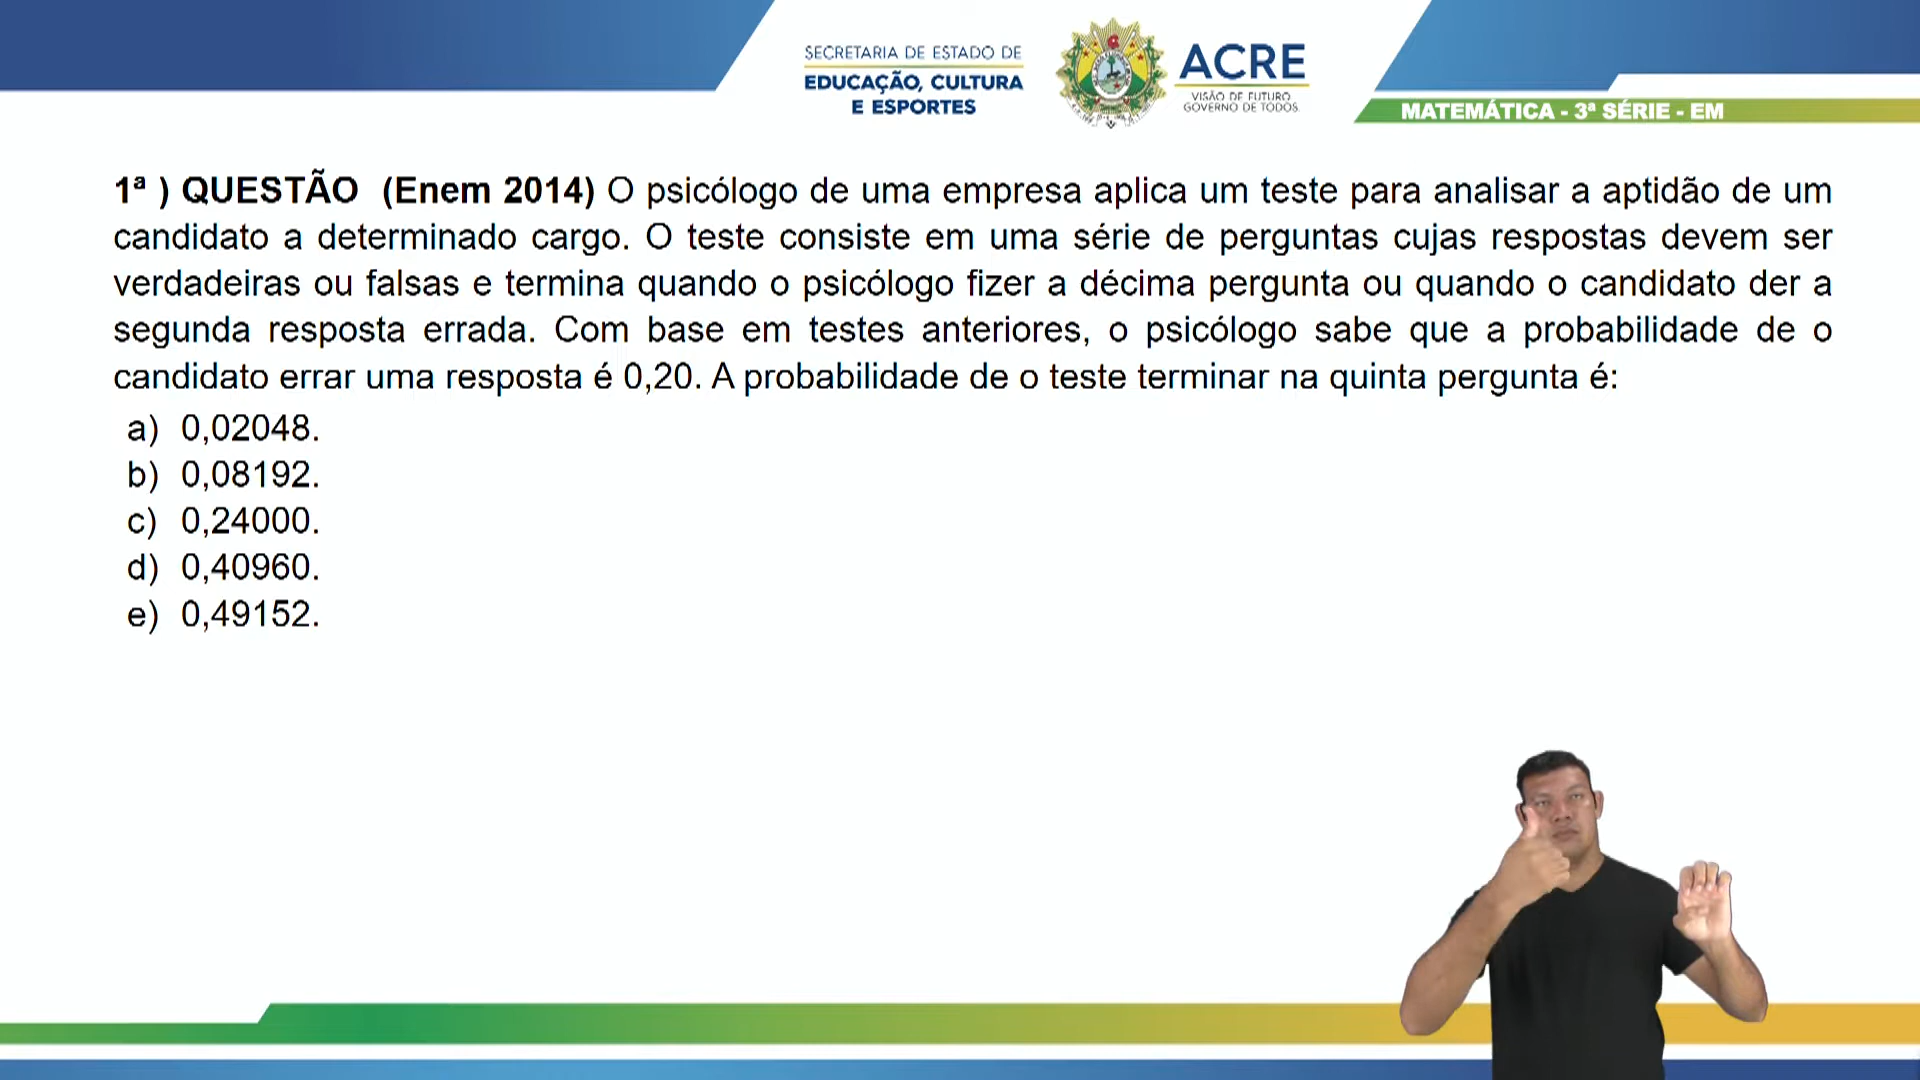 SECRETARIA DE ESTADO DE
EDUCAÇÃO, CULTURA
E ESPORTES
ACRE
VISÃO DE FUTURO
GOVERNO DE TODOS
MATEMÁTICA - 3ª SÉRIE - EM
1ª ) QUESTÃO (Enem 2014) O psicólogo de uma empresa aplica um teste para analisar a aptidão de um
candidato a determinado cargo. O teste consiste em uma série de perguntas cujas respostas devem ser
verdadeiras ou falsas e termina quando o psicólogo fizer a décima pergunta ou quando o candidato der a
segunda resposta errada. Com base em testes anteriores, o psicólogo sabe que a probabilidade de o
candidato errar uma resposta é 0,20. A probabilidade de o teste terminar na quinta pergunta é:
a) 0,02048.
b) 0,08192.
c) 0,24000.
d) 0,40960.
e) 0,49152.